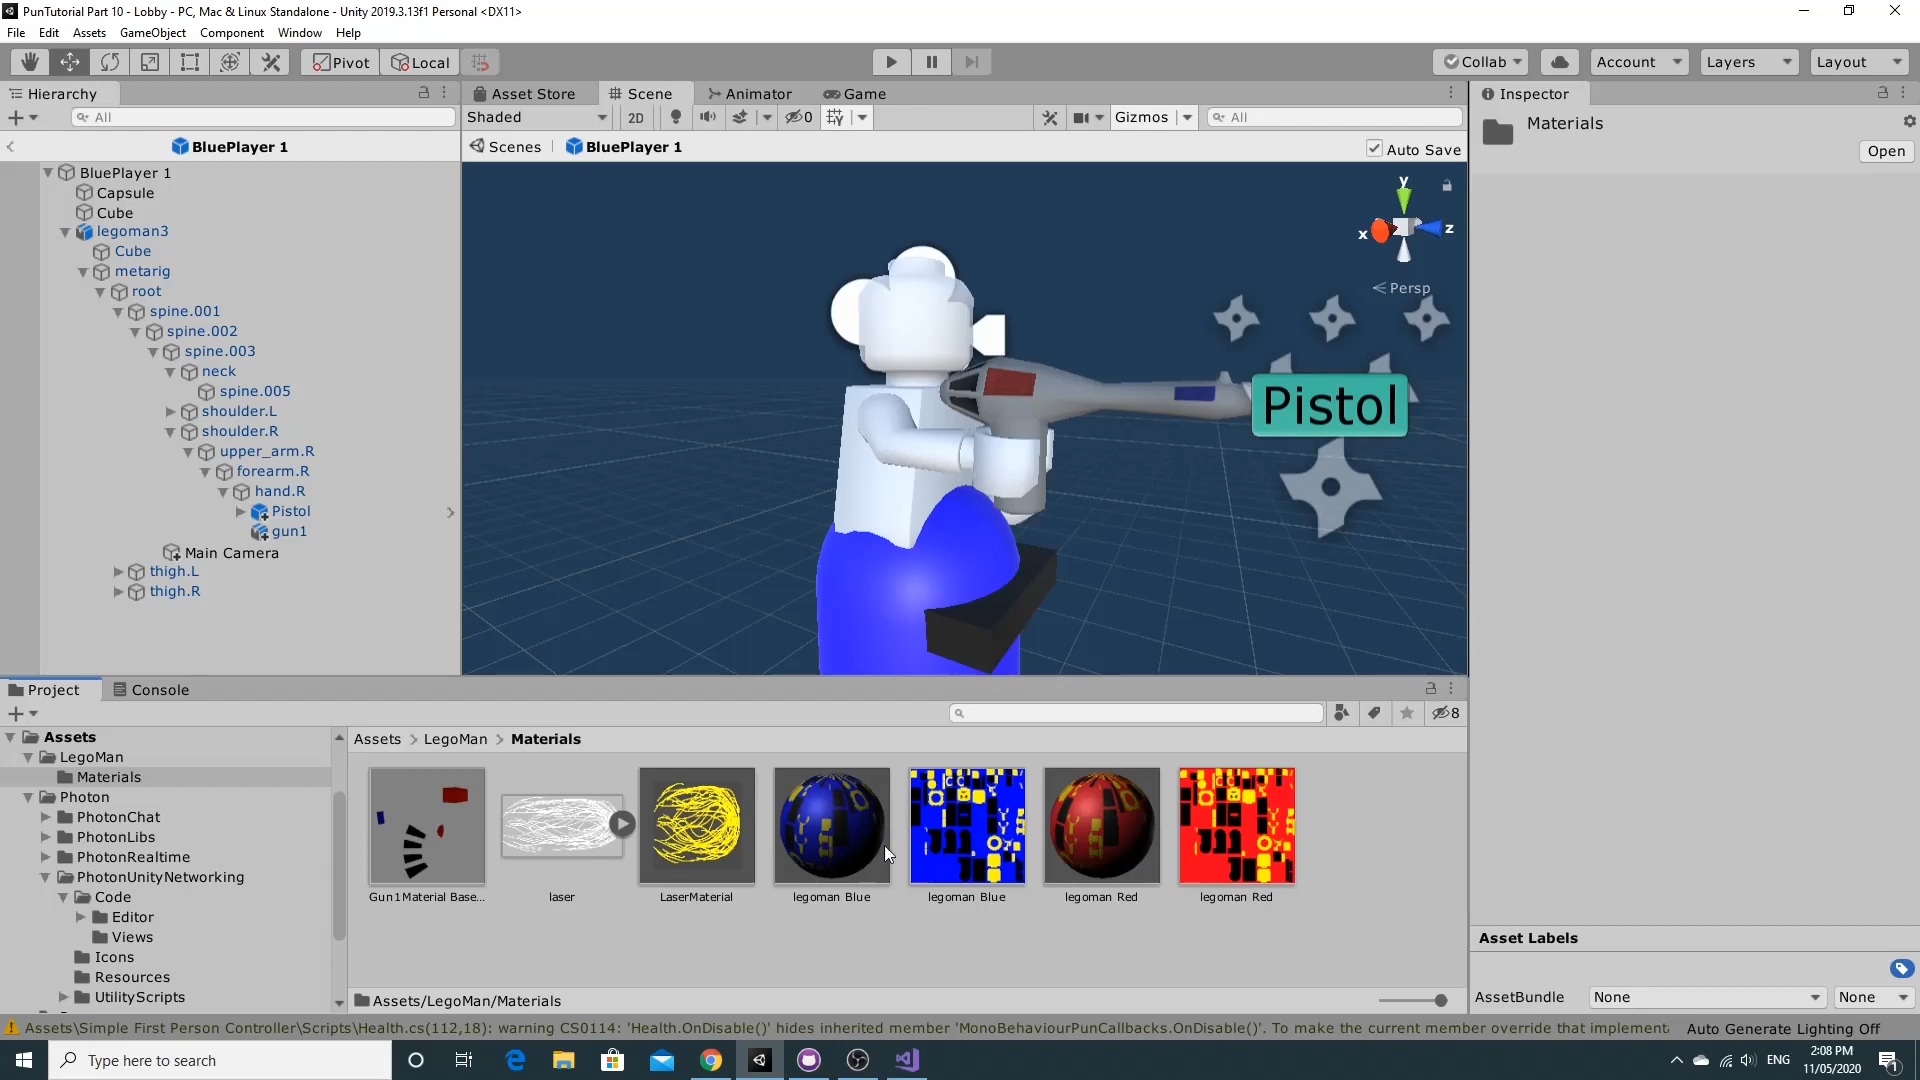 PunTutorial Part 10 - Lobby - PC, Mac & Linux Standalone - Unity 2019.3.13f1 Personal <DX11>
File Edit Assets GameObject Component Window Help
Pivot Local Collab Account Layers Layout
Hierarchy
All
BluePlayer 1
BluePlayer 1
Capsule
Cube
legoman3
Cube
metarig
root
spine.001
spine.002
spine.003
neck
spine.005
shoulder.L
shoulder.R
upper_arm.R
forearm.R
hand.R
Pistol
gun1
Main Camera
thigh.L
thigh.R
Asset Store Scene Animator Game
Shaded 2D 0 Gizmos All
Scenes BluePlayer 1 Auto Save
y
x z
Persp
Pistol
Inspector
Materials
Open
Project Console
8
Assets
LegoMan
Materials
Photon
PhotonChat
PhotonLibs
PhotonRealtime
PhotonUnityNetworking
Code
Editor
Views
Icons
Resources
UtilityScripts
Assets > LegoMan > Materials
Gun1Material Base... laser LaserMaterial legoman Blue legoman Blue legoman Red legoman Red
Assets/LegoMan/Materials
Asset Labels
AssetBundle None None
Assets\Simple First Person Controller\Scripts\Health.cs(112,18): warning CS0114: 'Health.OnDisable()' hides inherited member 'MonoBehaviourPunCallbacks.OnDisable()'. To make the current member override that implementa
Auto Generate Lighting Off
Type here to search
ENG
2:08 PM
11/05/2020
1